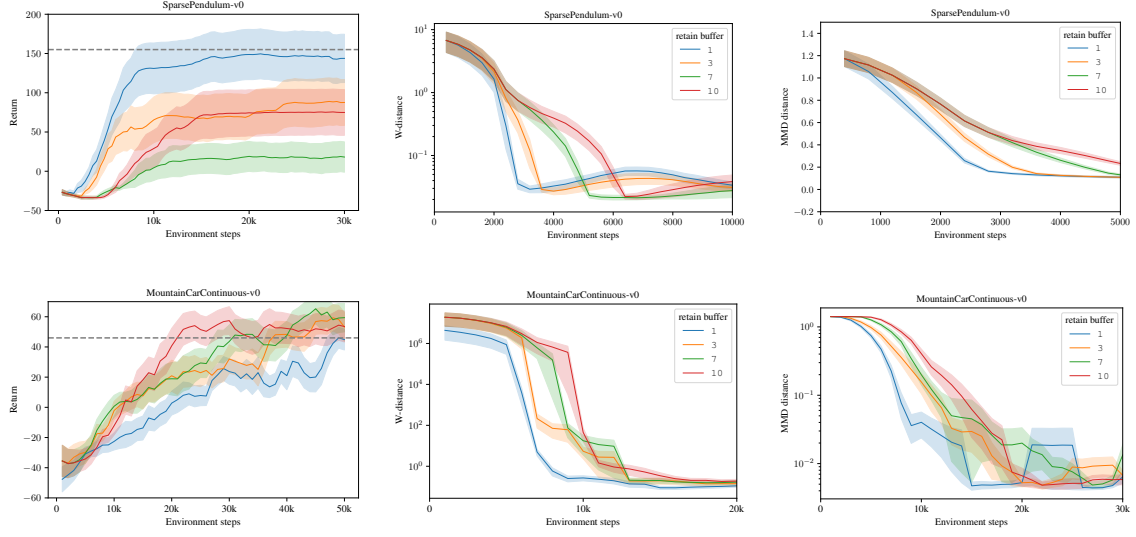 SparsePendulum-v0
200
150
100
50
0
−50
Return
0
10k
20k
30k
Environment steps
SparsePendulum-v0
10¹
10⁰
10⁻¹
W-distance
retain buffer
1
3
7
10
0
2000
4000
6000
8000
10000
Environment steps
SparsePendulum-v0
1.4
1.2
1.0
0.8
0.6
0.4
0.2
0.0
−0.2
MMD distance
retain buffer
1
3
7
10
0
1000
2000
3000
4000
5000
Environment steps
MountainCarContinuous-v0
60
40
20
0
−20
−40
−60
Return
0
10k
20k
30k
40k
50k
Environment steps
MountainCarContinuous-v0
10⁶
10⁴
10²
10⁰
W-distance
retain buffer
1
3
7
10
0
5k
10k
15k
20k
Environment steps
MountainCarContinuous-v0
10⁰
10⁻¹
10⁻²
MMD distance
retain buffer
1
3
7
10
0
5k
10k
15k
20k
25k
30k
Environment steps